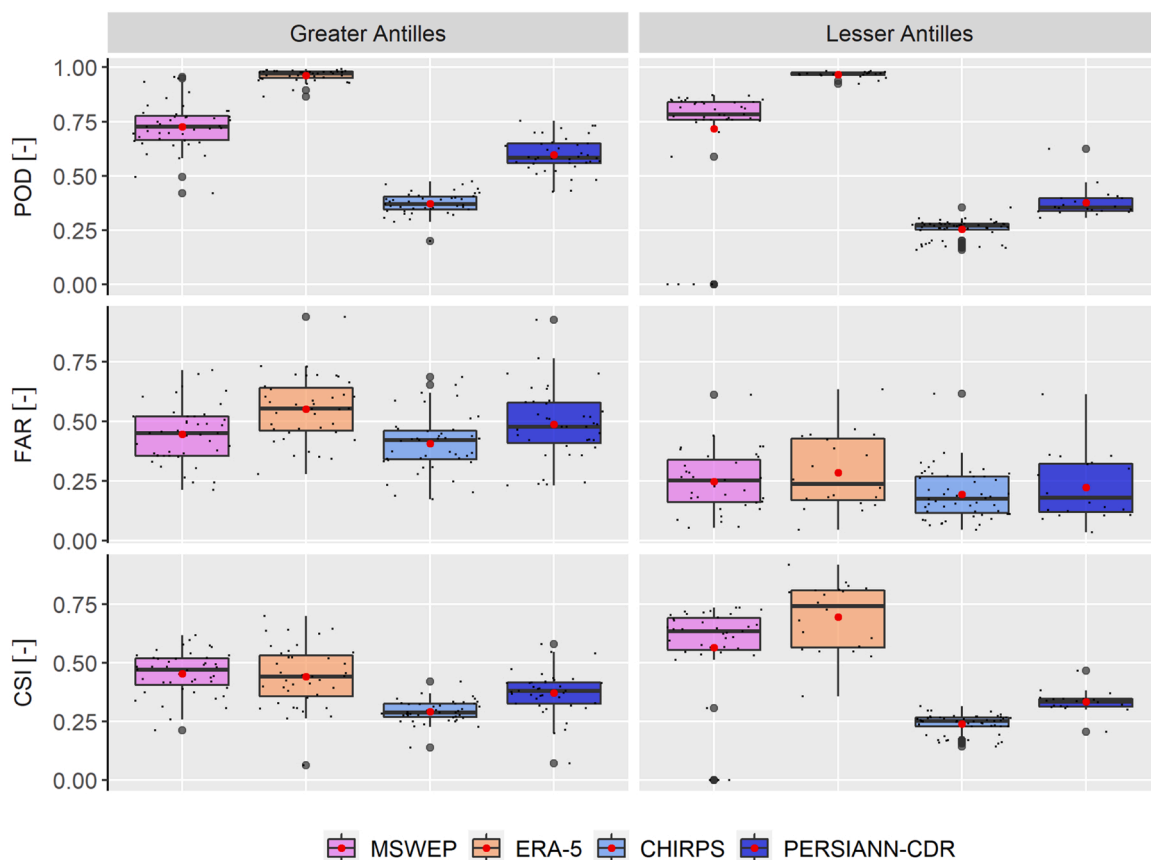 Greater Antilles
Lesser Antilles
POD [-]
1.00
0.75
0.50
0.25
0.00
FAR [-]
0.75
0.50
0.25
0.00
CSI [-]
0.75
0.50
0.25
0.00
MSWEP ERA-5 CHIRPS PERSIANN-CDR